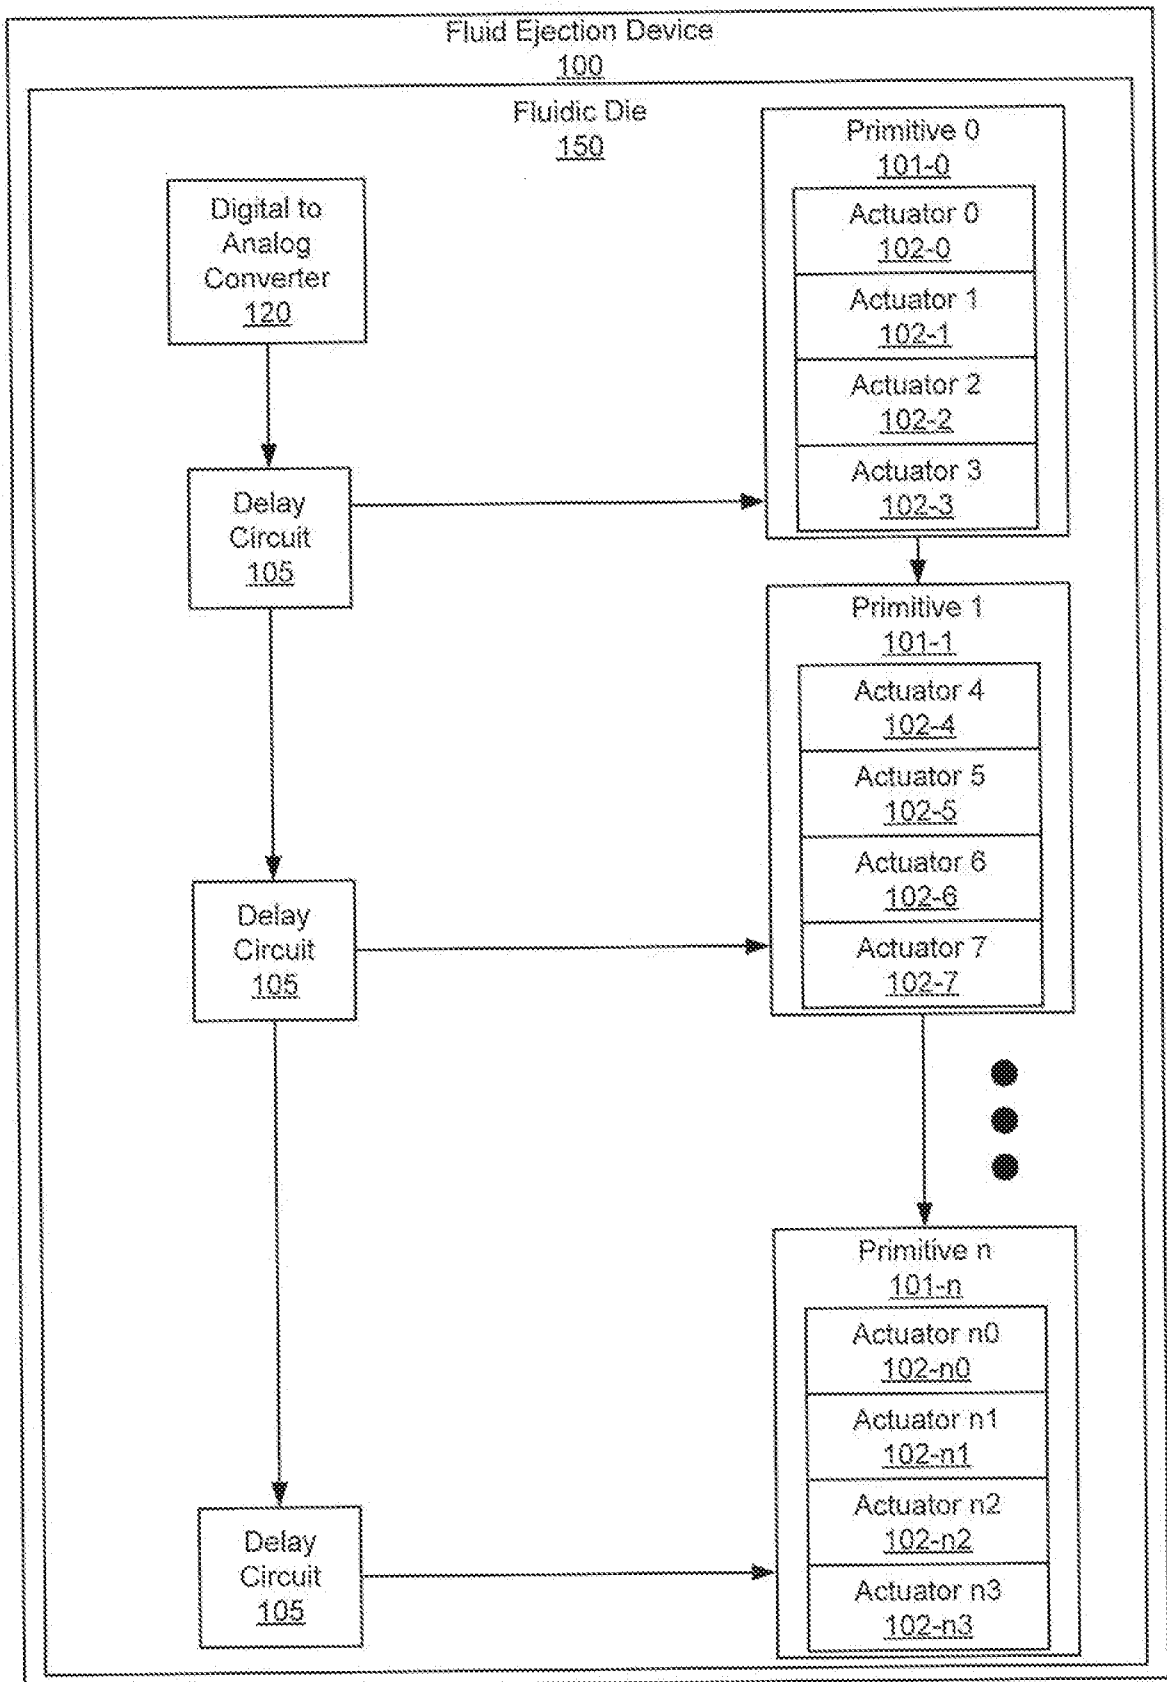 Fluid Ejection Device
100
Fluidic Die
150
Digital to
Analog
Converter
120
Primitive 0
101-0
Actuator 0
102-0
Actuator 1
102-1
Actuator 2
102-2
Actuator 3
102-3
Delay
Circuit
105
Primitive 1
101-1
Actuator 4
102-4
Actuator 5
102-5
Actuator 6
102-6
Actuator 7
102-7
Delay
Circuit
105
Primitive n
101-n
Actuator n0
102-n0
Actuator n1
102-n1
Actuator n2
102-n2
Actuator n3
102-n3
Delay
Circuit
105